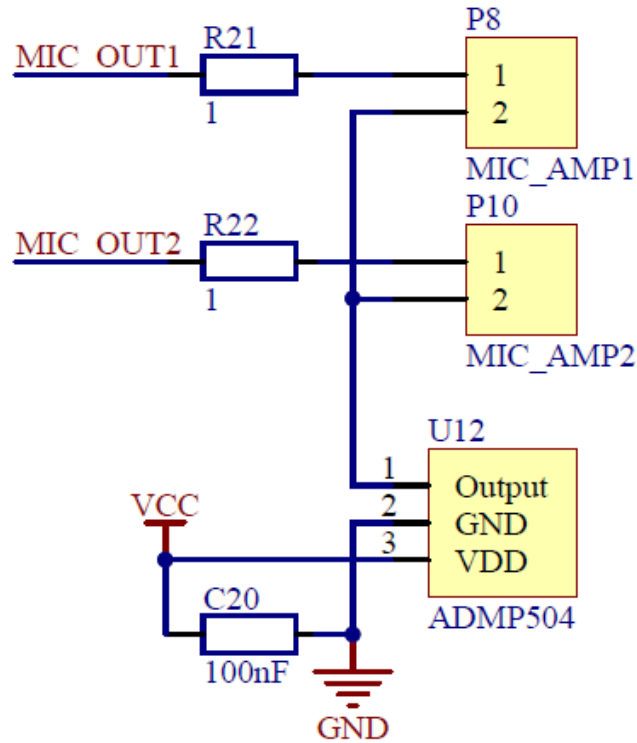 P8
R21
MIC_OUT1
1
1
2
MIC_AMP1
P10
R22
MIC_OUT2
1
1
2
MIC_AMP2
U12
1
Output
2
GND
3
VDD
ADMP504
VCC
C20
100nF
GND